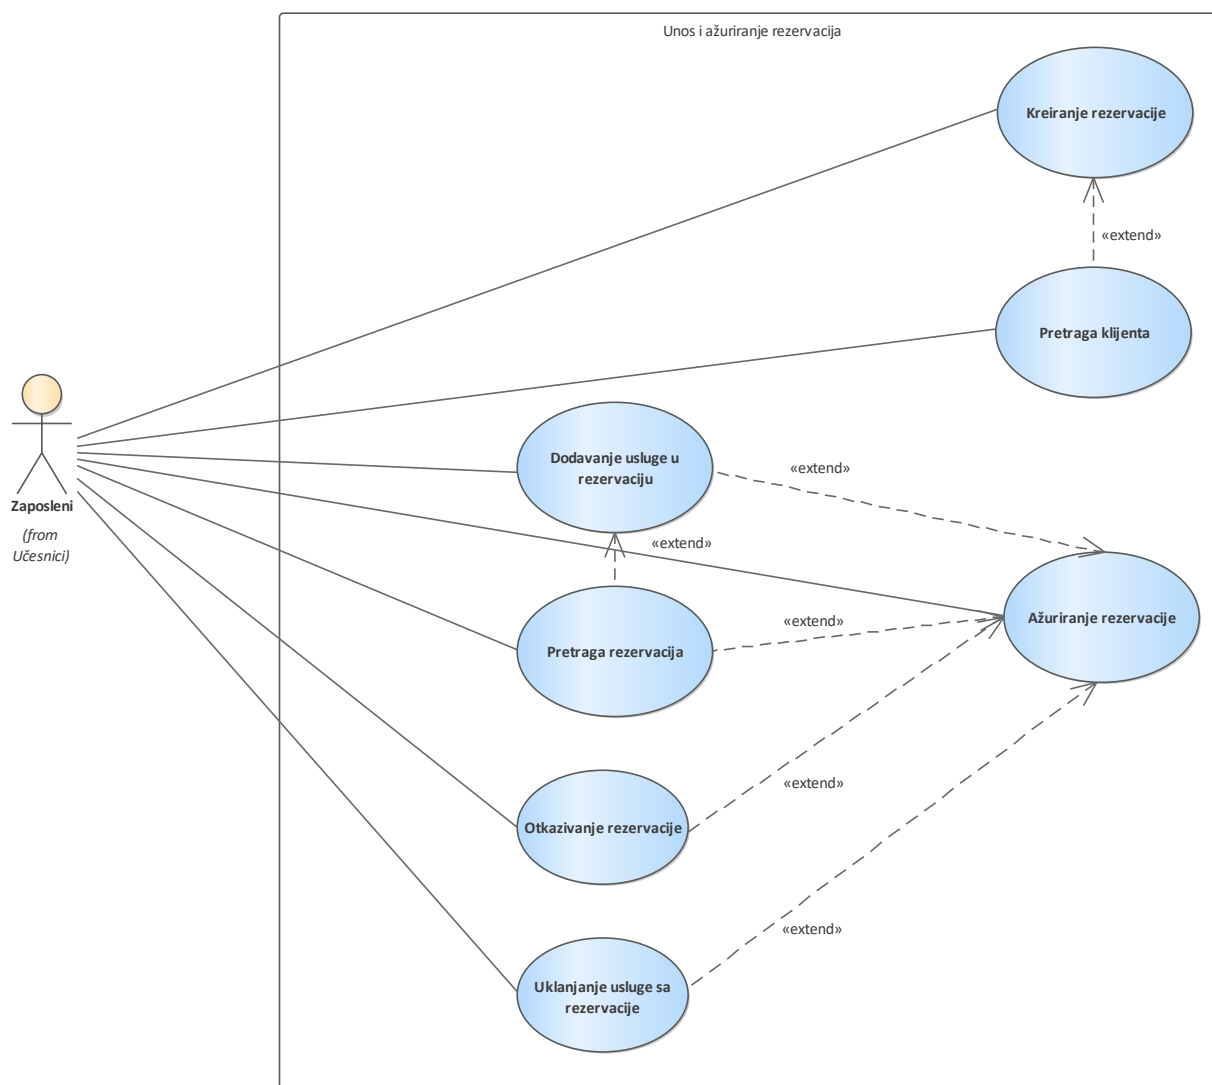 Unos i ažuriranje rezervacija
Kreiranje rezervacije
«extend»
Pretraga klijenta
Dodavanje usluge u
rezervaciju
«extend»
Zaposleni
(from
Učesnici)
«extend»
Ažuriranje rezervacije
«extend»
Pretraga rezervacija
«extend»
Otkazivanje rezervacije
«extend»
Uklanjanje usluge sa
rezervacije